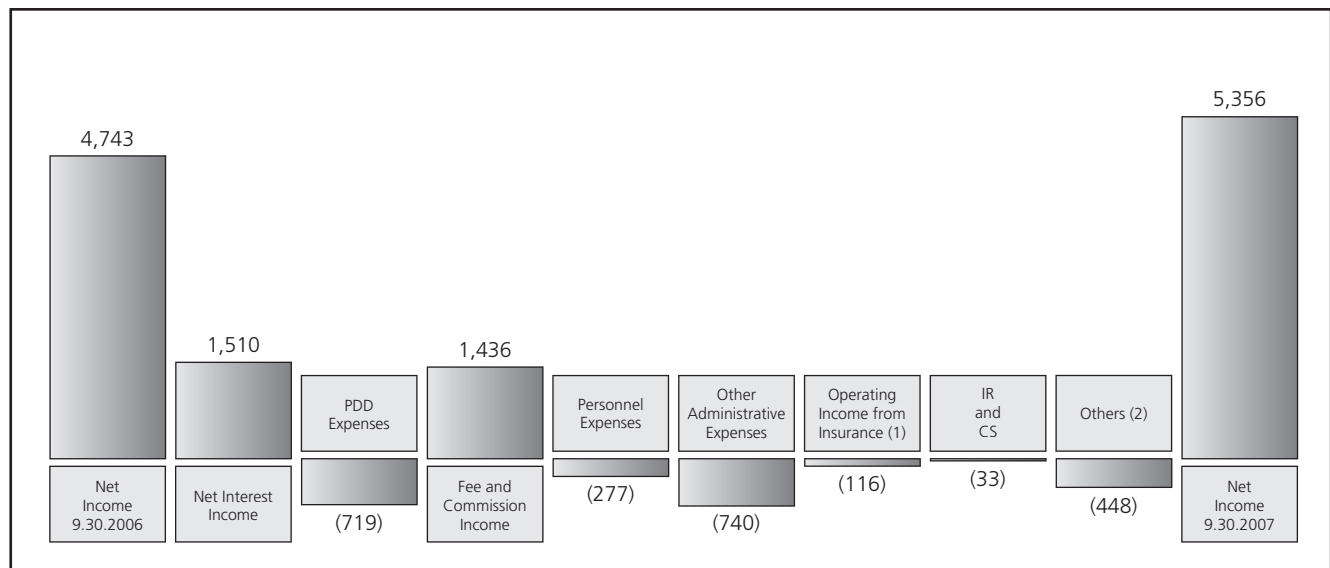 4,743
Net
Income
9.30.2006
1,510
Net Interest
Income
PDD
Expenses
(719)
1,436
Fee and
Commission
Income
Personnel
Expenses
(277)
Other
Administrative
Expenses
(740)
Operating
Income from
Insurance (1)
(116)
IR
and
CS
(33)
Others (2)
(448)
5,356
Net
Income
9.30.2007